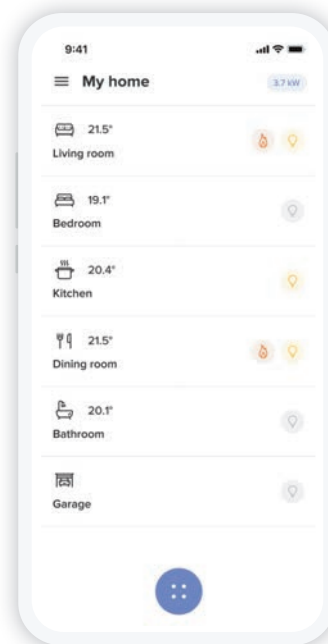 9:41
My home
3.7 kW
21.5°
Living room
19.1°
Bedroom
20.4°
Kitchen
21.5°
Dining room
20.1°
Bathroom
Garage